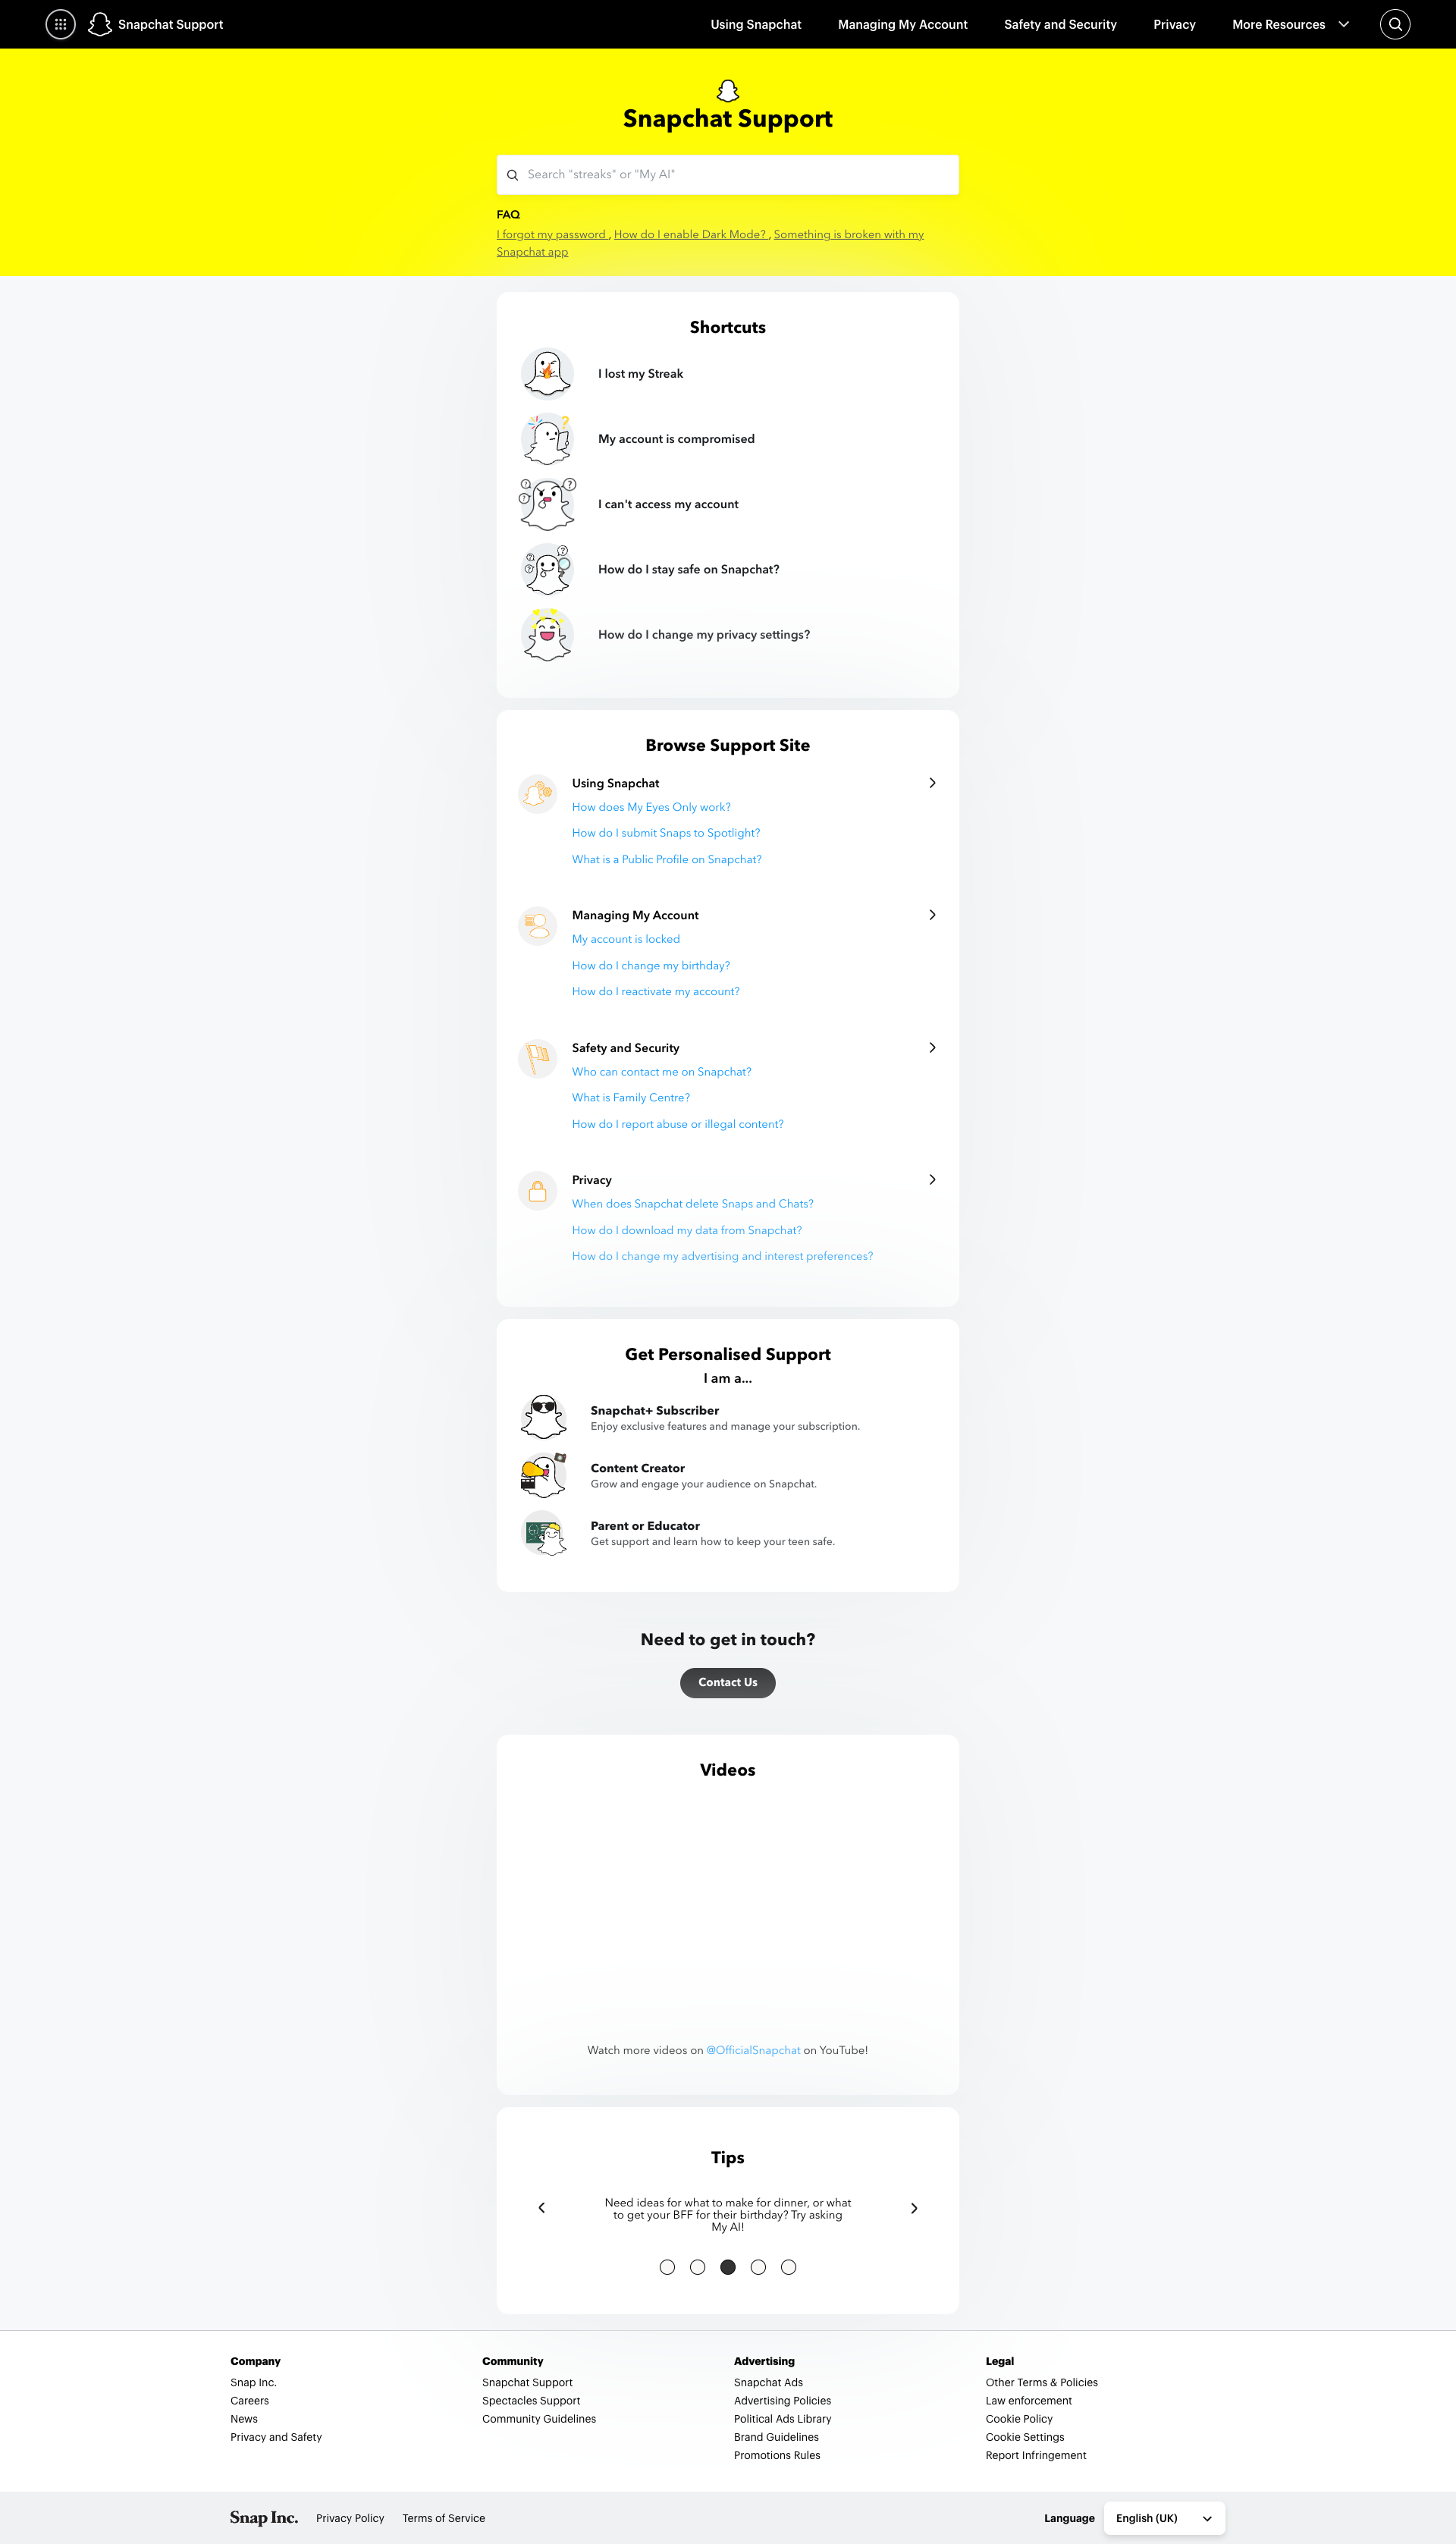 Snapchat Support
Using Snapchat
Managing My Account
Safety and Security
Privacy
More Resources
Snapchat Support
Search "streaks" or "My AI"
FAQ
I forgot my password , How do I enable Dark Mode? , Something is broken with my
Snapchat app
Shortcuts
I lost my Streak
My account is compromised
I can't access my account
How do I stay safe on Snapchat?
How do I change my privacy settings?
Browse Support Site
Using Snapchat
How does My Eyes Only work?
How do I submit Snaps to Spotlight?
What is a Public Profile on Snapchat?
Managing My Account
My account is locked
How do I change my birthday?
How do I reactivate my account?
Safety and Security
Who can contact me on Snapchat?
What is Family Centre?
How do I report abuse or illegal content?
Privacy
When does Snapchat delete Snaps and Chats?
How do I download my data from Snapchat?
How do I change my advertising and interest preferences?
Get Personalised Support
I am a...
Snapchat+ Subscriber
Enjoy exclusive features and manage your subscription.
Content Creator
Grow and engage your audience on Snapchat.
Parent or Educator
Get support and learn how to keep your teen safe.
Need to get in touch?
Contact Us
Videos
Watch more videos on @OfficialSnapchat on YouTube!
Tips
Need ideas for what to make for dinner, or what
to get your BFF for their birthday? Try asking
My AI!
Company
Snap Inc.
Careers
News
Privacy and Safety
Community
Snapchat Support
Spectacles Support
Community Guidelines
Advertising
Snapchat Ads
Advertising Policies
Political Ads Library
Brand Guidelines
Promotions Rules
Legal
Other Terms & Policies
Law enforcement
Cookie Policy
Cookie Settings
Report Infringement
Snap Inc.
Privacy Policy
Terms of Service
Language
English (UK)